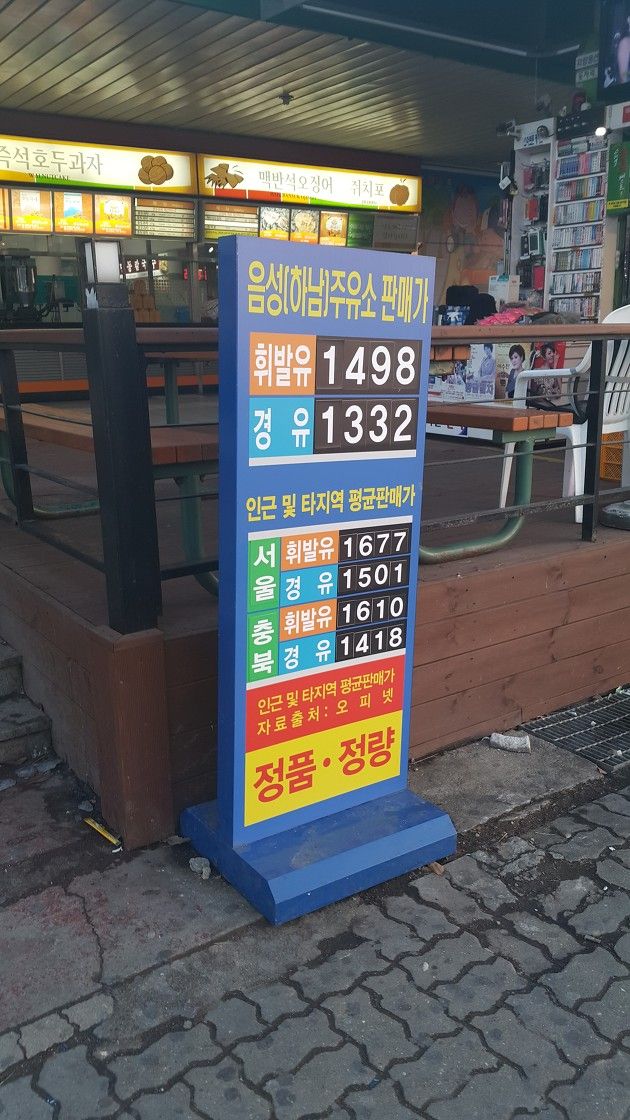 즉석호두과자
WALNUT CAKE
맥반석오징어 쥐치포
음성(하남)주유소 판매가
휘발유 1498
경유 1332
인근 및 타지역 평균판매가
서울 휘발유 1677
경유 1501
충북 휘발유 1610
경유 1418
인근 및 타지역 평균판매가
자료출처: 오피넷
정품·정량